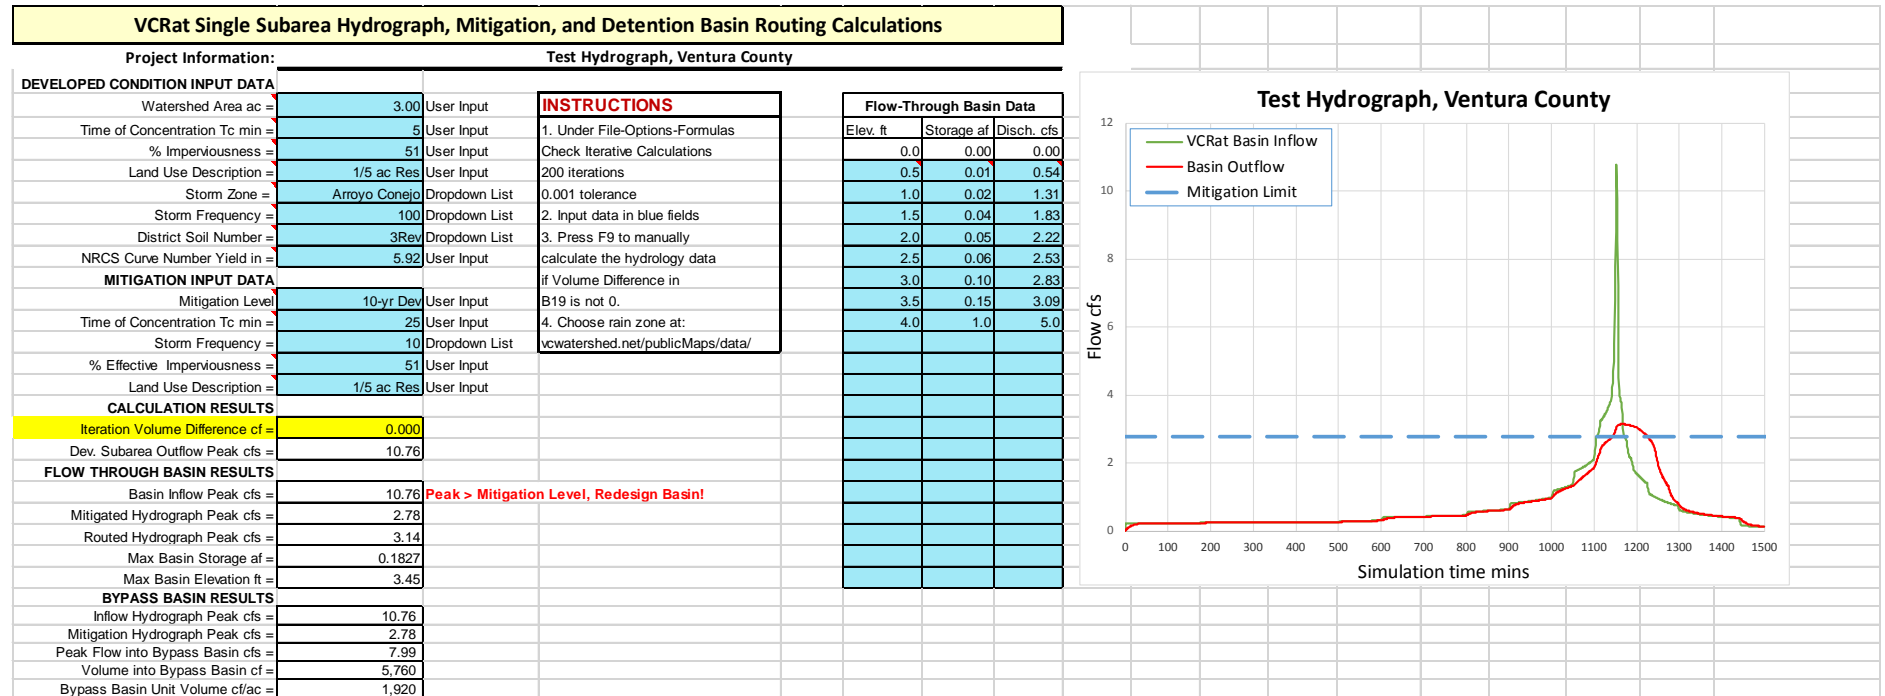 VCRat Single Subarea Hydrograph, Mitigation, and Detention Basin Routing Calculations
Project Information: Test Hydrograph, Ventura County
DEVELOPED CONDITION INPUT DATA
Watershed Area ac = 3.00 User Input
Time of Concentration Tc min = 5 User Input
% Imperviousness = 51 User Input
Land Use Description = 1/5 ac Res User Input
Storm Zone = Arroyo Conejo Dropdown List
Storm Frequency = 100 Dropdown List
District Soil Number = 3Rev Dropdown List
NRCS Curve Number Yield in = 5.92 User Input
MITIGATION INPUT DATA
Mitigation Level 10-yr Dev User Input
Time of Concentration Tc min = 25 User Input
Storm Frequency = 10 Dropdown List
% Effective Imperviousness = 51 User Input
Land Use Description = 1/5 ac Res User Input
CALCULATION RESULTS
Iteration Volume Difference cf = 0.000
Dev. Subarea Outflow Peak cfs = 10.76
FLOW THROUGH BASIN RESULTS
Basin Inflow Peak cfs = 10.76 Peak > Mitigation Level, Redesign Basin!
Mitigated Hydrograph Peak cfs = 2.78
Routed Hydrograph Peak cfs = 3.14
Max Basin Storage af = 0.1827
Max Basin Elevation ft = 3.45
BYPASS BASIN RESULTS
Inflow Hydrograph Peak cfs = 10.76
Mitigation Hydrograph Peak cfs = 2.78
Peak Flow into Bypass Basin cfs = 7.99
Volume into Bypass Basin cf = 5,760
Bypass Basin Unit Volume cf/ac = 1,920
INSTRUCTIONS
1. Under File-Options-Formulas
Check Iterative Calculations
200 iterations
0.001 tolerance
2. Input data in blue fields
3. Press F9 to manually
calculate the hydrology data
if Volume Difference in
B19 is not 0.
4. Choose rain zone at:
vcwatershed.net/publicMaps/data/
Flow-Through Basin Data
Elev. ft Storage af Disch. cfs
0.0 0.00 0.00
0.5 0.01 0.54
1.0 0.02 1.31
1.5 0.04 1.83
2.0 0.05 2.22
2.5 0.06 2.53
3.0 0.10 2.83
3.5 0.15 3.09
4.0 1.0 5.0
Test Hydrograph, Ventura County
VCRat Basin Inflow
Basin Outflow
Mitigation Limit
Flow cfs
12
10
8
6
4
2
0
0 100 200 300 400 500 600 700 800 900 1000 1100 1200 1300 1400 1500
Simulation time mins